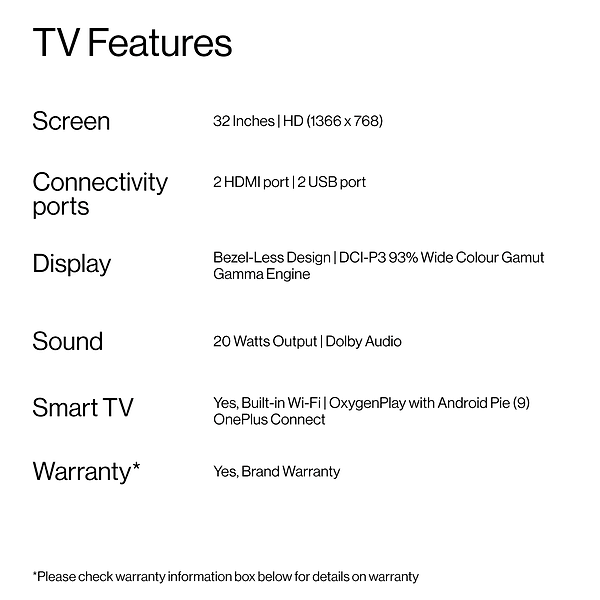 TV Features
Screen
32 Inches | HD (1366 x 768)
Connectivity
ports
2 HDMI port | 2 USB port
Display
Bezel-Less Design | DCI-P3 93% Wide Colour Gamut
Gamma Engine
Sound
20 Watts Output | Dolby Audio
Smart TV
Yes, Built-in Wi-Fi | OxygenPlay with Android Pie (9)
OnePlus Connect
Warranty*
Yes, Brand Warranty
*Please check warranty information box below for details on warranty